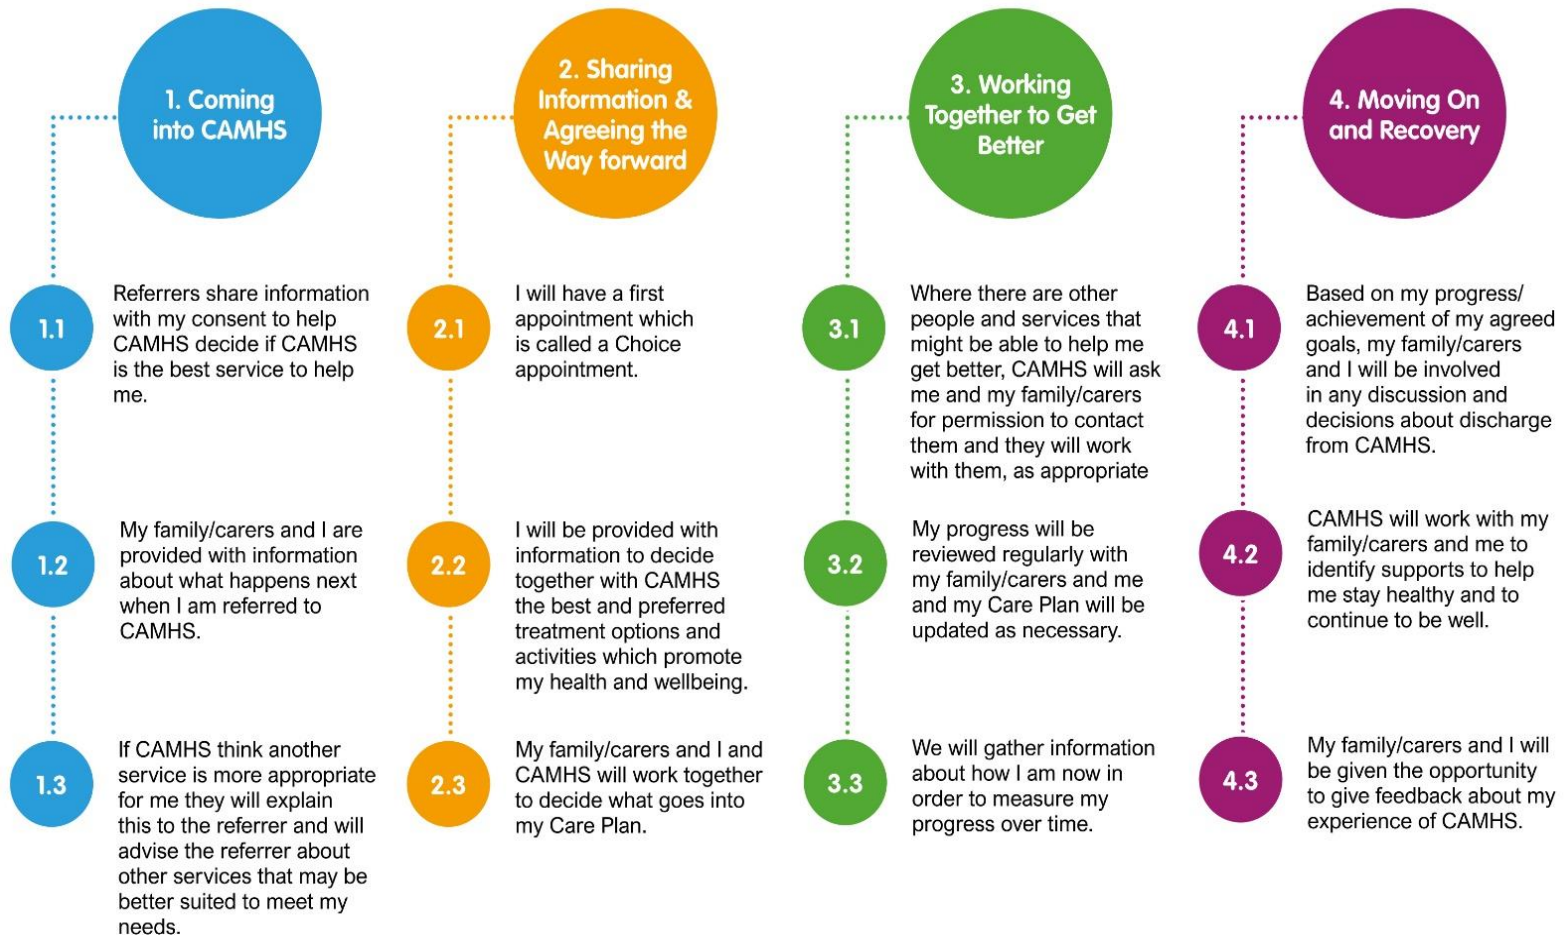 1. Coming
into CAMHS
1.1
Referrers share information
with my consent to help
CAMHS decide if CAMHS
is the best service to help
me.
1.2
My family/carers and I are
provided with information
about what happens next
when I am referred to
CAMHS.
1.3
If CAMHS think another
service is more appropriate
for me they will explain
this to the referrer and will
advise the referrer about
other services that may be
better suited to meet my
needs.
2. Sharing
Information &
Agreeing the
Way forward
2.1
I will have a first
appointment which
is called a Choice
appointment.
2.2
I will be provided with
information to decide
together with CAMHS
the best and preferred
treatment options and
activities which promote
my health and wellbeing.
2.3
My family/carers and I and
CAMHS will work together
to decide what goes into
my Care Plan.
3. Working
Together to Get
Better
3.1
Where there are other
people and services that
might be able to help me
get better, CAMHS will ask
me and my family/carers
for permission to contact
them and they will work
with them, as appropriate
3.2
My progress will be
reviewed regularly with
my family/carers and me
and my Care Plan will be
updated as necessary.
3.3
We will gather information
about how I am now in
order to measure my
progress over time.
4. Moving On
and Recovery
4.1
Based on my progress/
achievement of my agreed
goals, my family/carers
and I will be involved
in any discussion and
decisions about discharge
from CAMHS.
4.2
CAMHS will work with my
family/carers and me to
identify supports to help
me stay healthy and to
continue to be well.
4.3
My family/carers and I will
be given the opportunity
to give feedback about my
experience of CAMHS.